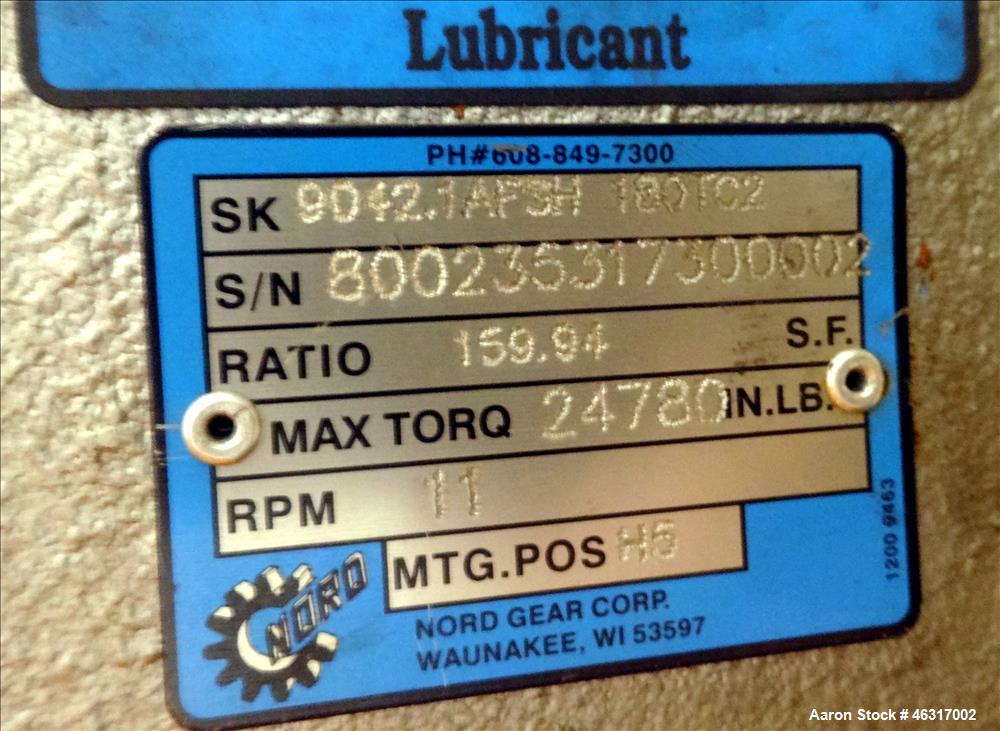 Lubricant
PH#608-849-7300
SK 9042.1AFSH 180TC2
S/N 800235317300002
RATIO 159.94 S.F.
MAX TORQ 24780 IN.LB.
RPM 11
MTG.POS H5
NORD
NORD GEAR CORP.
WAUNAKEE, WI 53597
1200 9463
Aaron Stock # 46317002